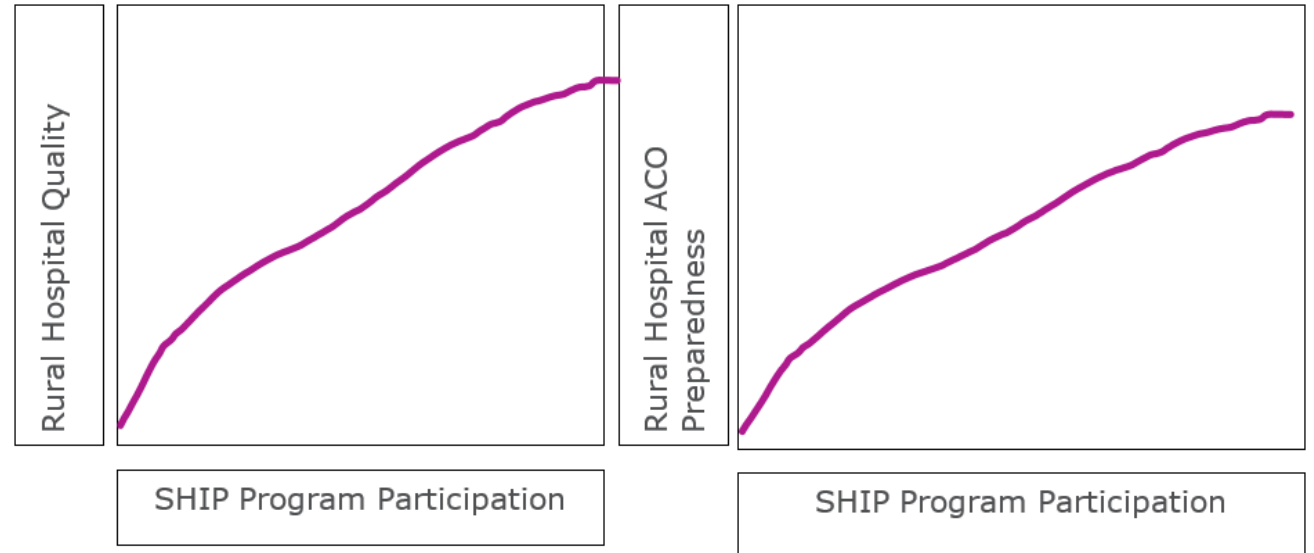 Rural Hospital Quality
SHIP Program Participation
Rural Hospital ACO
Preparedness
SHIP Program Participation